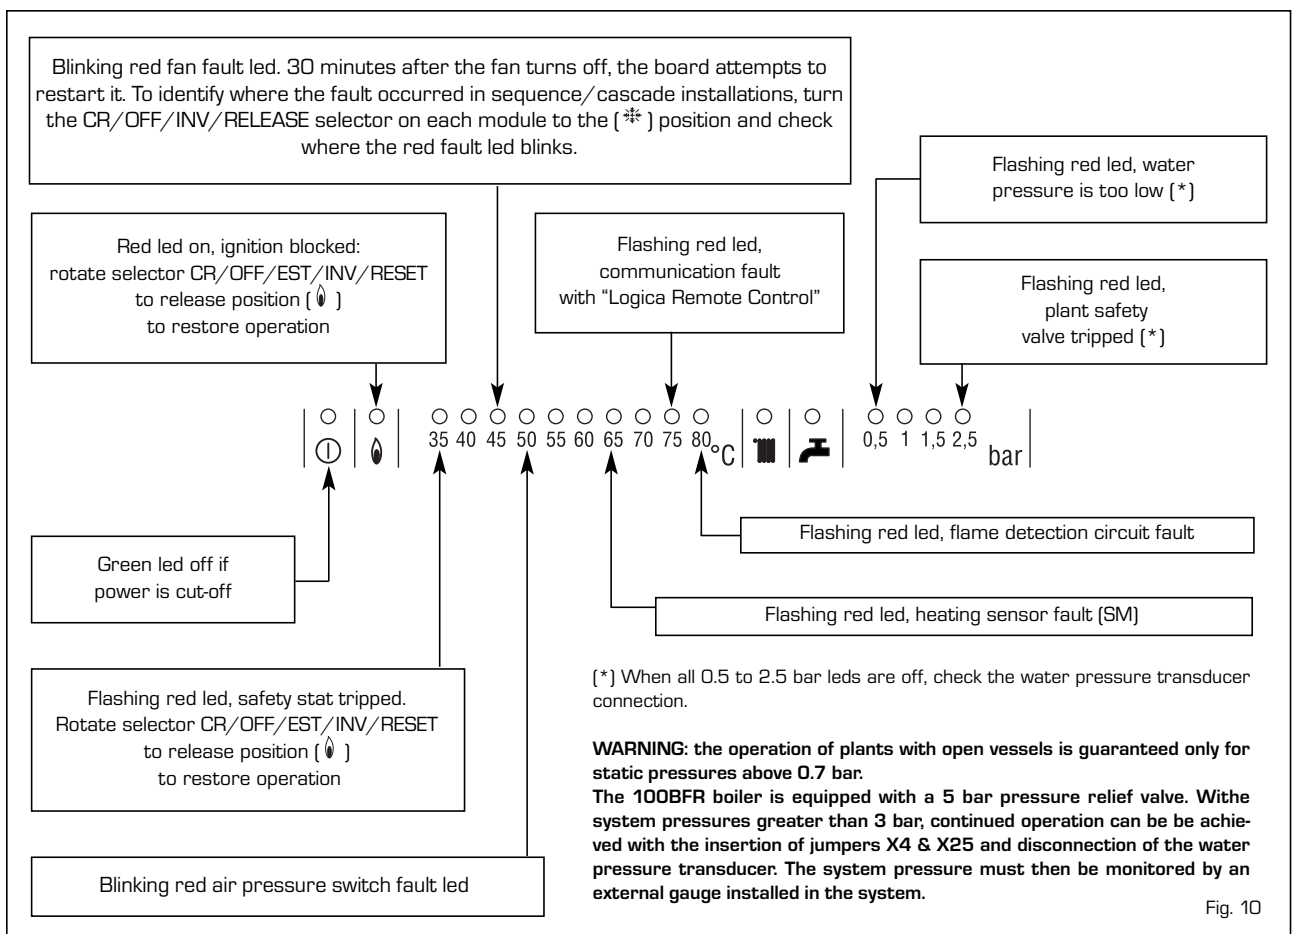 Blinking red fan fault led. 30 minutes after the fan turns off, the board attempts to
restart it. To identify where the fault occurred in sequence/cascade installations, turn
the CR/OFF/INV/RELEASE selector on each module to the ( ) position and check
where the red fault led blinks.
Flashing red led, water
pressure is too low (*)
Red led on, ignition blocked:
rotate selector CR/OFF/EST/INV/RESET
to release position ( )
to restore operation
Flashing red led,
communication fault
with “Logica Remote Control”
Flashing red led,
plant safety
valve tripped (*)
35 40 45 50 55 60 65 70 75 80 °C
0,5 1 1,5 2,5 bar
Flashing red led, flame detection circuit fault
Green led off if
power is cut-off
Flashing red led, heating sensor fault (SM)
Flashing red led, safety stat tripped.
Rotate selector CR/OFF/EST/INV/RESET
to release position ( )
to restore operation
Blinking red air pressure switch fault led
(*) When all 0.5 to 2.5 bar leds are off, check the water pressure transducer
connection.
WARNING: the operation of plants with open vessels is guaranteed only for
static pressures above 0.7 bar.
The 100BFR boiler is equipped with a 5 bar pressure relief valve. Withe
system pressures greater than 3 bar, continued operation can be be achie-
ved with the insertion of jumpers X4 & X25 and disconnection of the water
pressure transducer. The system pressure must then be monitored by an
external gauge installed in the system.
Fig. 10